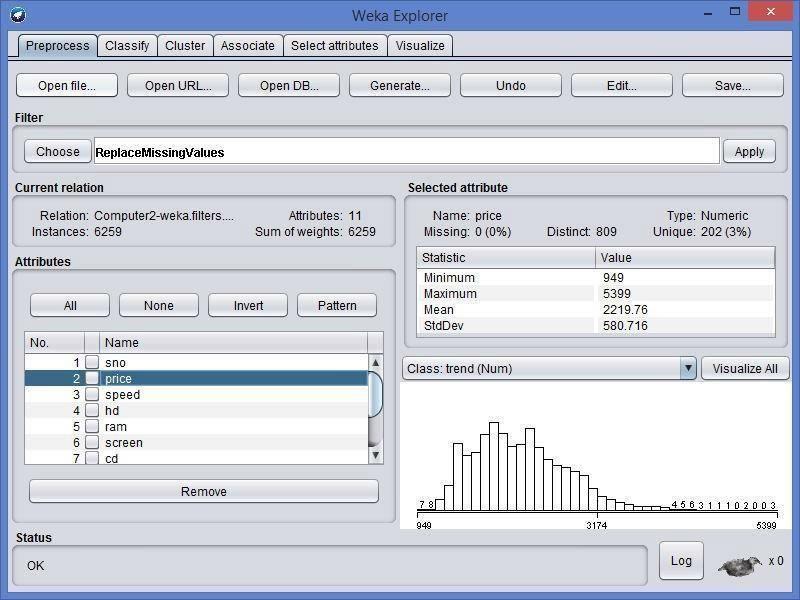 Weka Explorer
Preprocess Classify Cluster Associate Select attributes Visualize
Open file... Open URL... Open DB... Generate... Undo Edit... Save...
Filter
Choose ReplaceMissingValues Apply
Current relation
Relation: Computer2-weka.filters.... Attributes: 11
Instances: 6259 Sum of weights: 6259
Attributes
All None Invert Pattern
No. Name
1 sno
2 price
3 speed
4 hd
5 ram
6 screen
7 cd
Remove
Selected attribute
Name: price Type: Numeric
Missing: 0 (0%) Distinct: 809 Unique: 202 (3%)
Statistic Value
Minimum 949
Maximum 5399
Mean 2219.76
StdDev 580.716
Class: trend (Num) Visualize All
7 8 4 5 6 3 1 1 1 1 0 2 0 0 3
949 3174 5399
Status
OK Log x 0